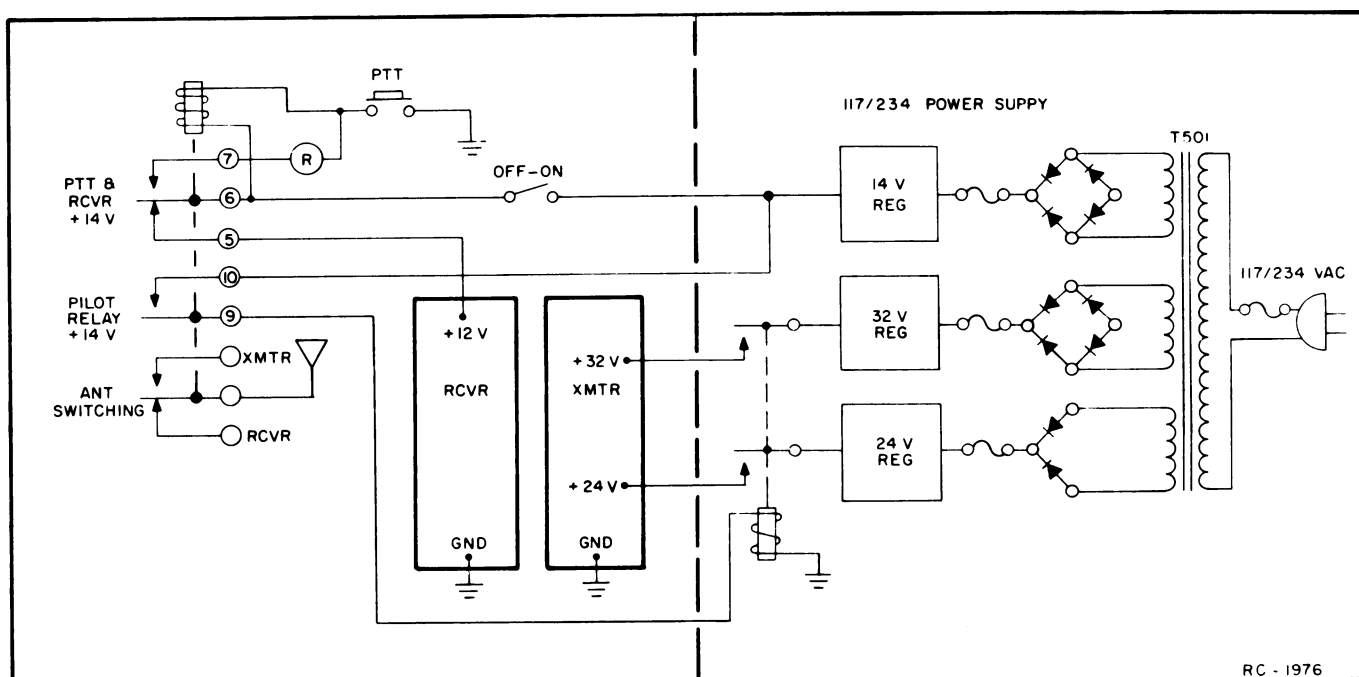 PTT
117/234 POWER SUPPY
T501
7
R
OFF-ON
14 V
REG
PTT &
RCVR
+ 14 V
6
5
10
117/234 VAC
PILOT
RELAY
+ 14 V
9
+12 V
RCVR
GND
+ 32 V
XMTR
+ 24 V
GND
32 V
REG
XMTR
ANT
SWITCHING
RCVR
24 V
REG
RC - 1976